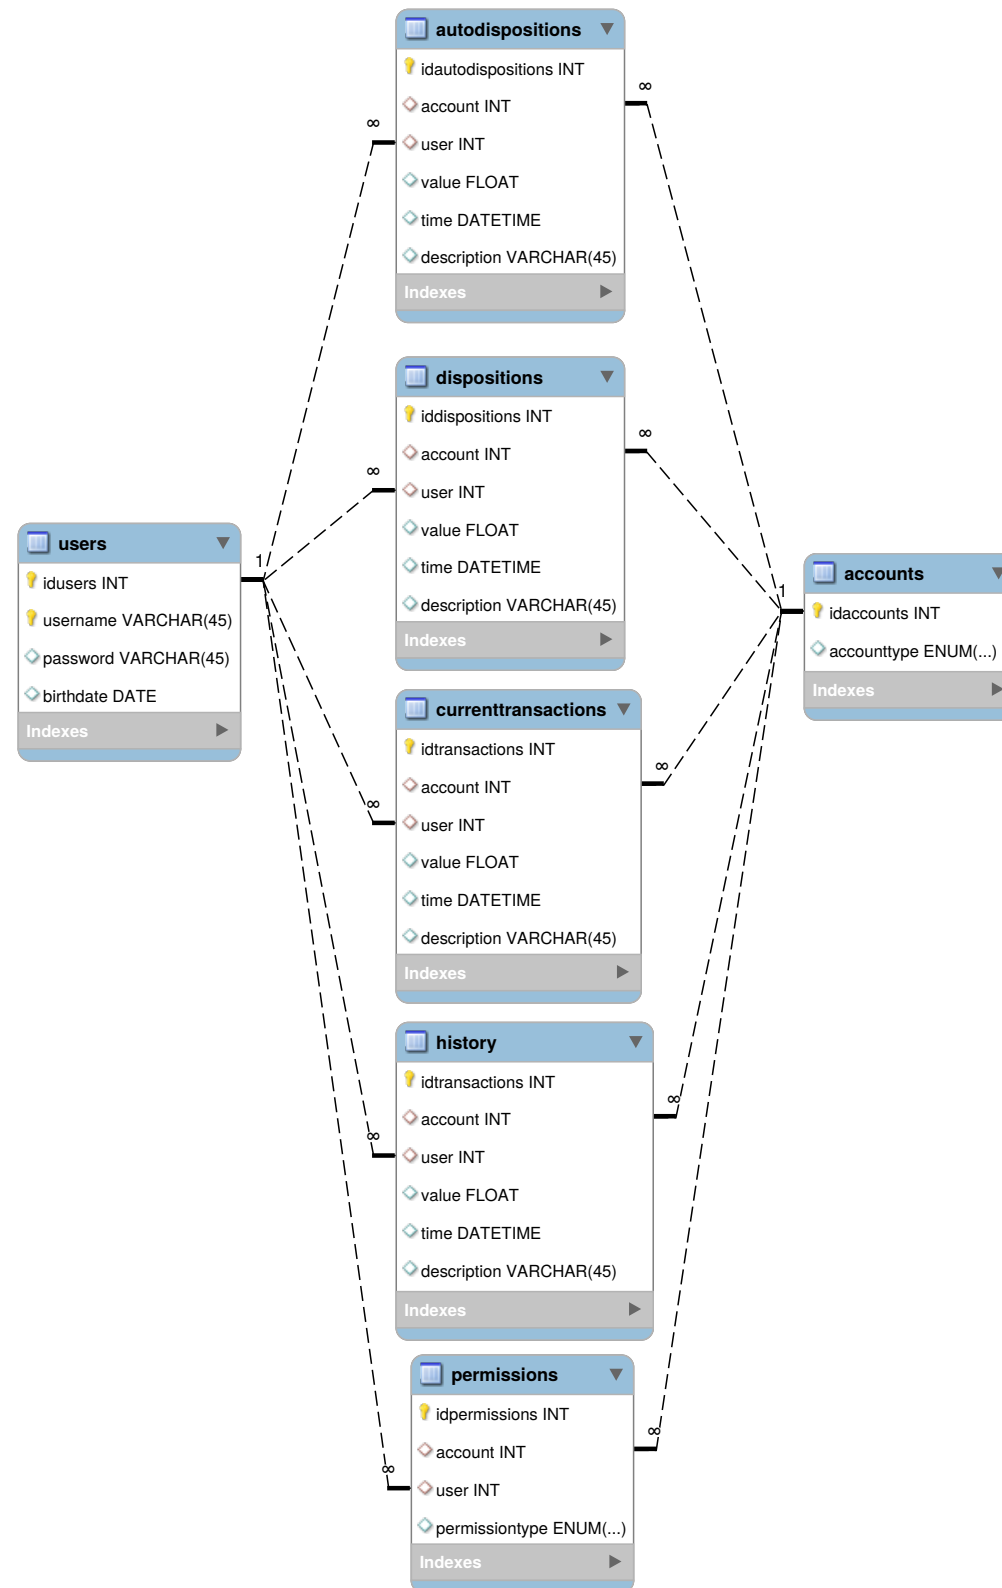 autodispositions
idautodispositions INT
account INT
user INT
value FLOAT
time DATETIME
description VARCHAR(45)
Indexes
∞
∞
dispositions
iddispositions INT
account INT
user INT
value FLOAT
time DATETIME
description VARCHAR(45)
Indexes
∞
∞
users
idusers INT
username VARCHAR(45)
password VARCHAR(45)
birthdate DATE
Indexes
1
accounts
idaccounts INT
accounttype ENUM(...)
Indexes
1
currenttransactions
idtransactions INT
account INT
user INT
value FLOAT
time DATETIME
description VARCHAR(45)
Indexes
∞
∞
history
idtransactions INT
account INT
user INT
value FLOAT
time DATETIME
description VARCHAR(45)
Indexes
∞
∞
permissions
idpermissions INT
account INT
user INT
permissiontype ENUM(...)
Indexes
∞
∞